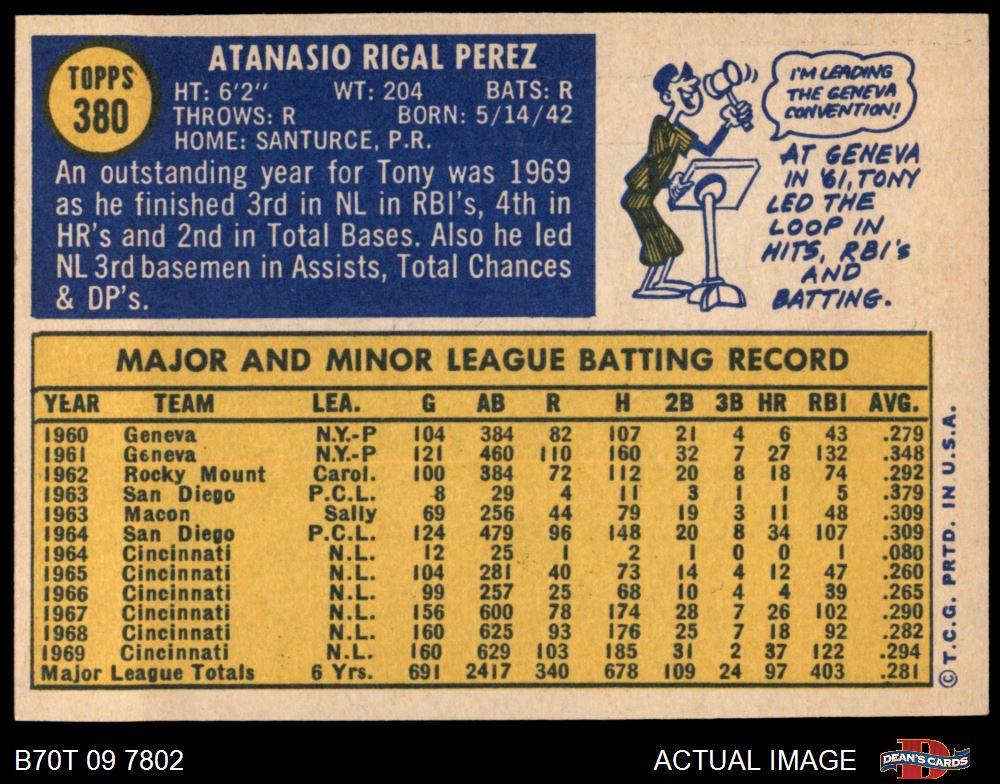 TOPPS
380
ATANASIO RIGAL PEREZ
HT: 6'2" WT: 204 BATS: R
THROWS: R BORN: 5/14/42
HOME: SANTURCE, P.R.
An outstanding year for Tony was 1969
as he finished 3rd in NL in RBI's, 4th in
HR's and 2nd in Total Bases. Also he led
NL 3rd basemen in Assists, Total Chances
& DP's.
I'M LEADING
THE GENEVA
CONVENTION!
AT GENEVA
IN '61, TONY
LED THE
LOOP IN
HITS, RBI's
AND
BATTING.
MAJOR AND MINOR LEAGUE BATTING RECORD
YEAR TEAM LEA. G AB R H 2B 3B HR RBI AVG.
1960 Geneva N.Y.-P 104 384 82 107 21 4 6 43 .279
1961 Geneva N.Y.-P 121 460 110 160 32 7 27 132 .348
1962 Rocky Mount Carol. 100 384 72 112 20 8 18 74 .292
1963 San Diego P.C.L. 8 29 4 11 3 1 1 5 .379
1963 Macon Sally 69 256 44 79 19 3 11 48 .309
1964 San Diego P.C.L. 124 479 96 148 20 8 34 107 .309
1964 Cincinnati N.L. 12 25 1 2 1 0 0 1 .080
1965 Cincinnati N.L. 104 281 40 73 14 4 12 47 .260
1966 Cincinnati N.L. 99 257 25 68 10 4 4 39 .265
1967 Cincinnati N.L. 156 600 78 174 28 7 26 102 .290
1968 Cincinnati N.L. 160 625 93 176 25 7 18 92 .282
1969 Cincinnati N.L. 160 629 103 185 31 2 37 122 .294
Major League Totals 6 Yrs. 691 2417 340 678 109 24 97 403 .281
© T.C.G. PRTD. IN U.S.A.
B70T 09 7802
ACTUAL IMAGE
DEAN'S CARDS